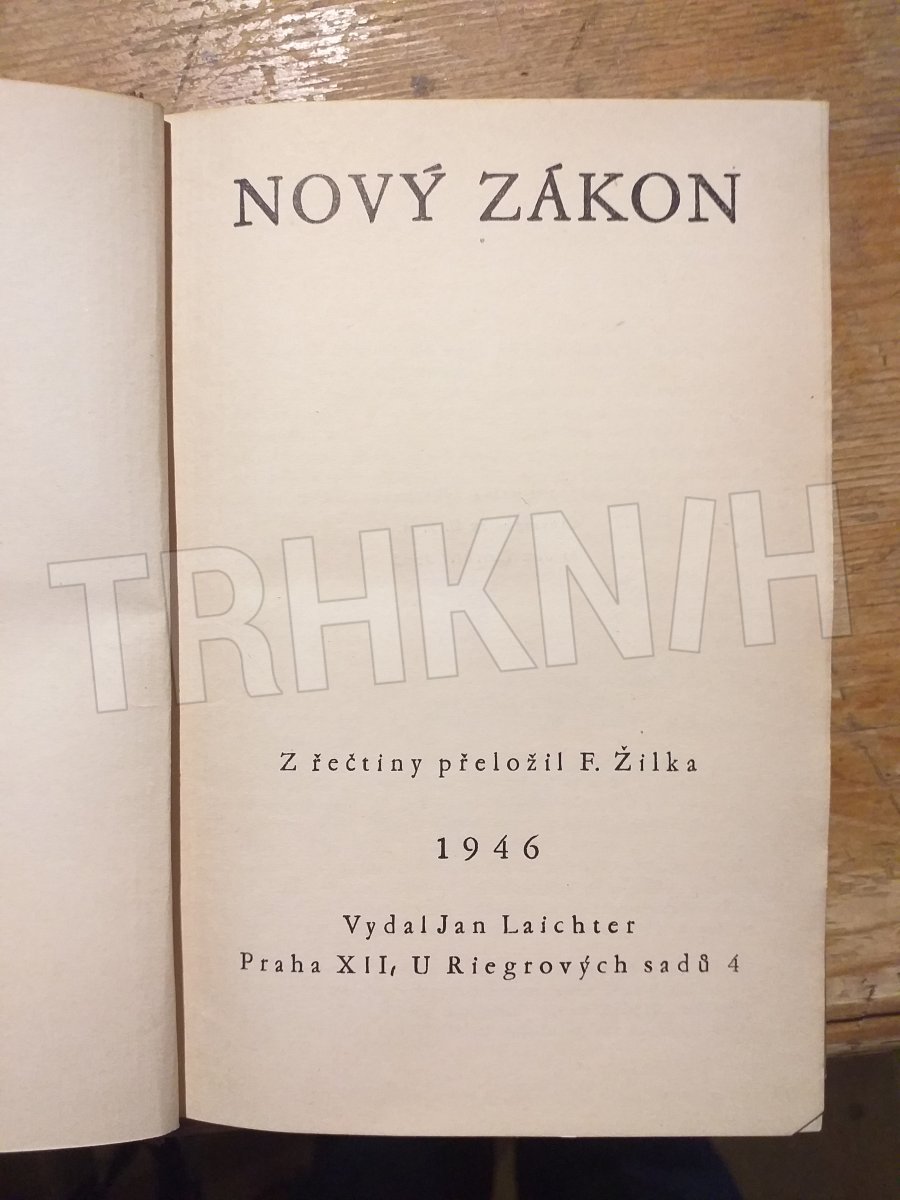 NOVÝ ZÁKON
TRHKNIH
Z řečtiny přeložil F. Žilka
1946
Vydal Jan Laichter
Praha XII, U Riegrových sadů 4